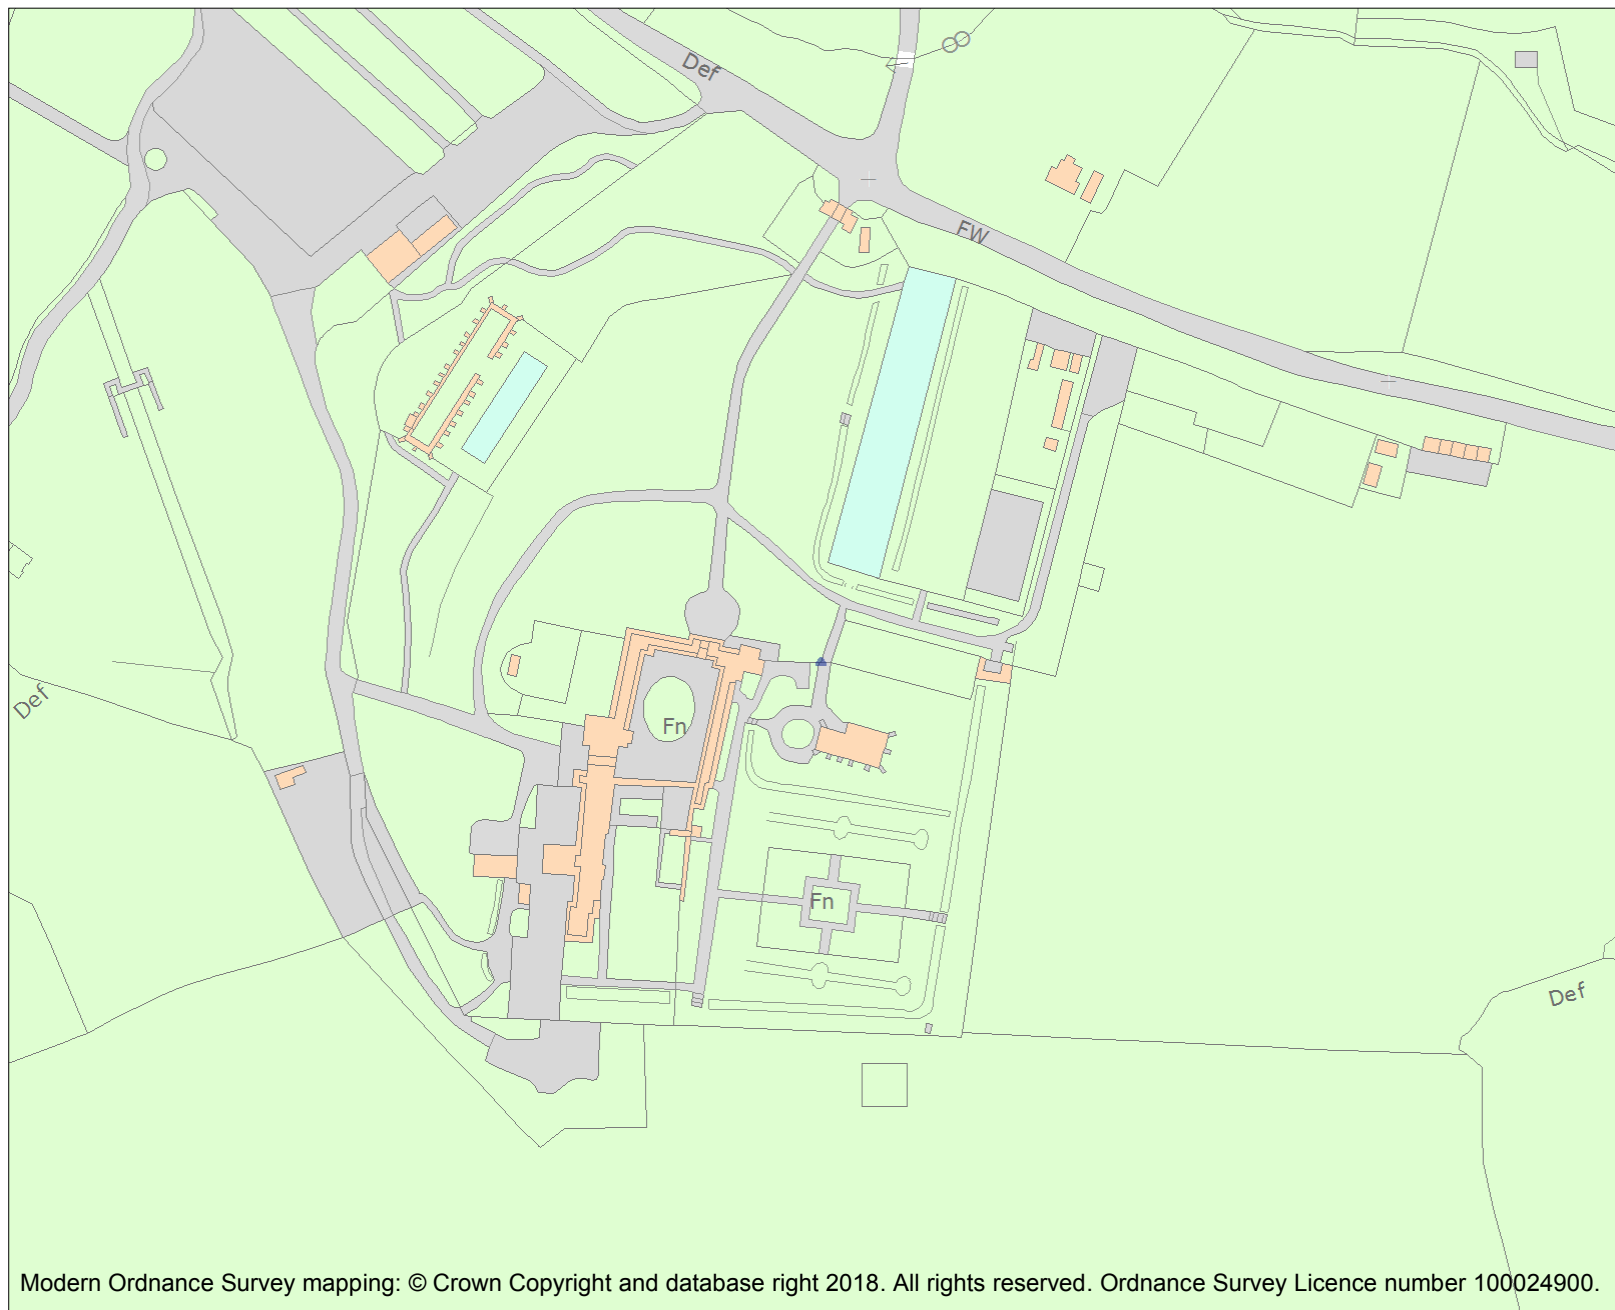 Def
FW
Def
Fn
Fn
Def
Modern Ordnance Survey mapping: © Crown Copyright and database right 2018. All rights reserved. Ordnance Survey Licence number 100024900.